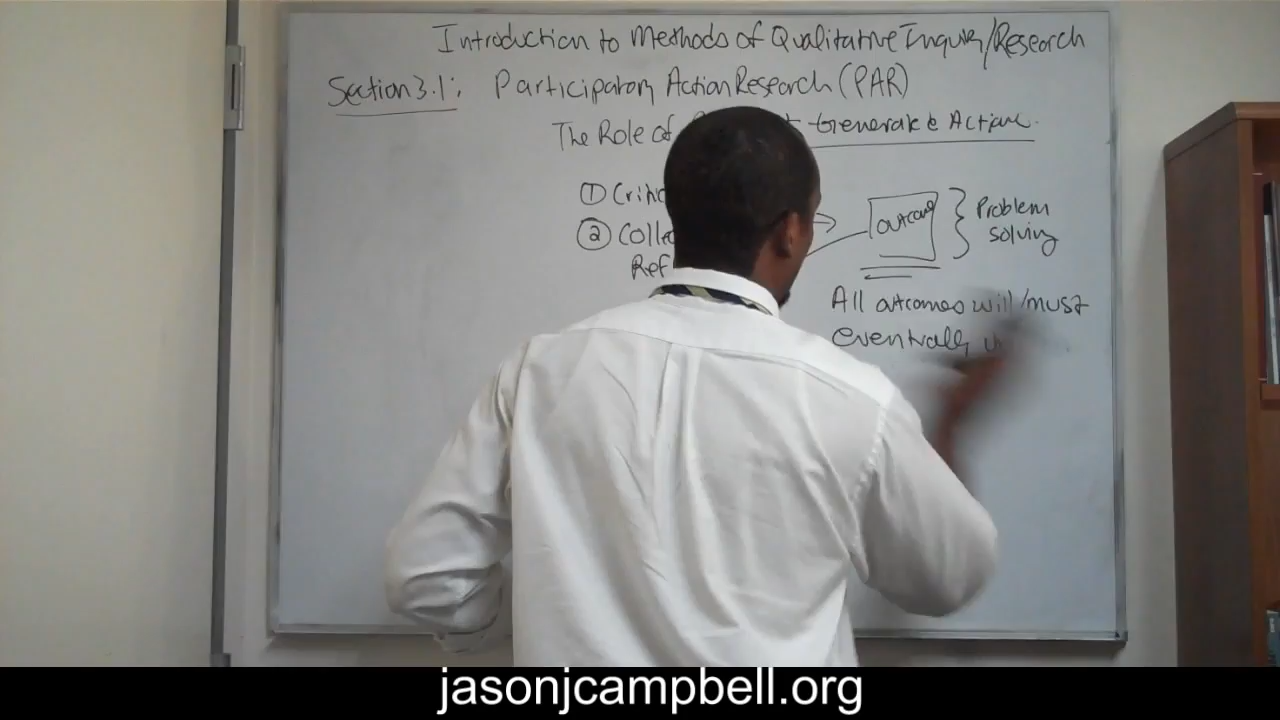 Introduction to Methods of Qualitative Inquiry/Research
Section 3.1: Participatory Action Research (PAR)
The Role of Generate Action.
① Critic
② Colle
Ref
outcome
Problem
solving
All outcomes will/must
eventually
jasonjcampbell.org